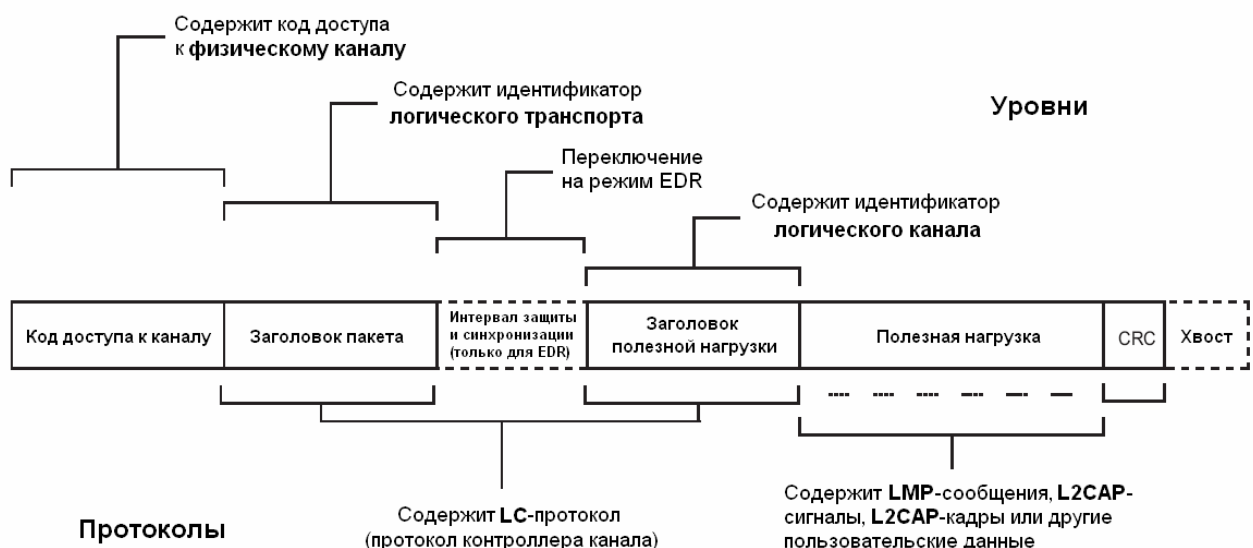 Содержит код доступа
к физическому каналу
Содержит идентификатор
логического транспорта
Уровни
Переключение
на режим EDR
Содержит идентификатор
логического канала
Код доступа к каналу
Заголовок пакета
Интервал защиты
и синхронизации
(только для EDR)
Заголовок
полезной нагрузки
Полезная нагрузка
CRC
Хвост
Протоколы
Содержит LC-протокол
(протокол контроллера канала)
Содержит LMP-сообщения, L2CAP-
сигналы, L2CAP-кадры или другие
пользовательские данные